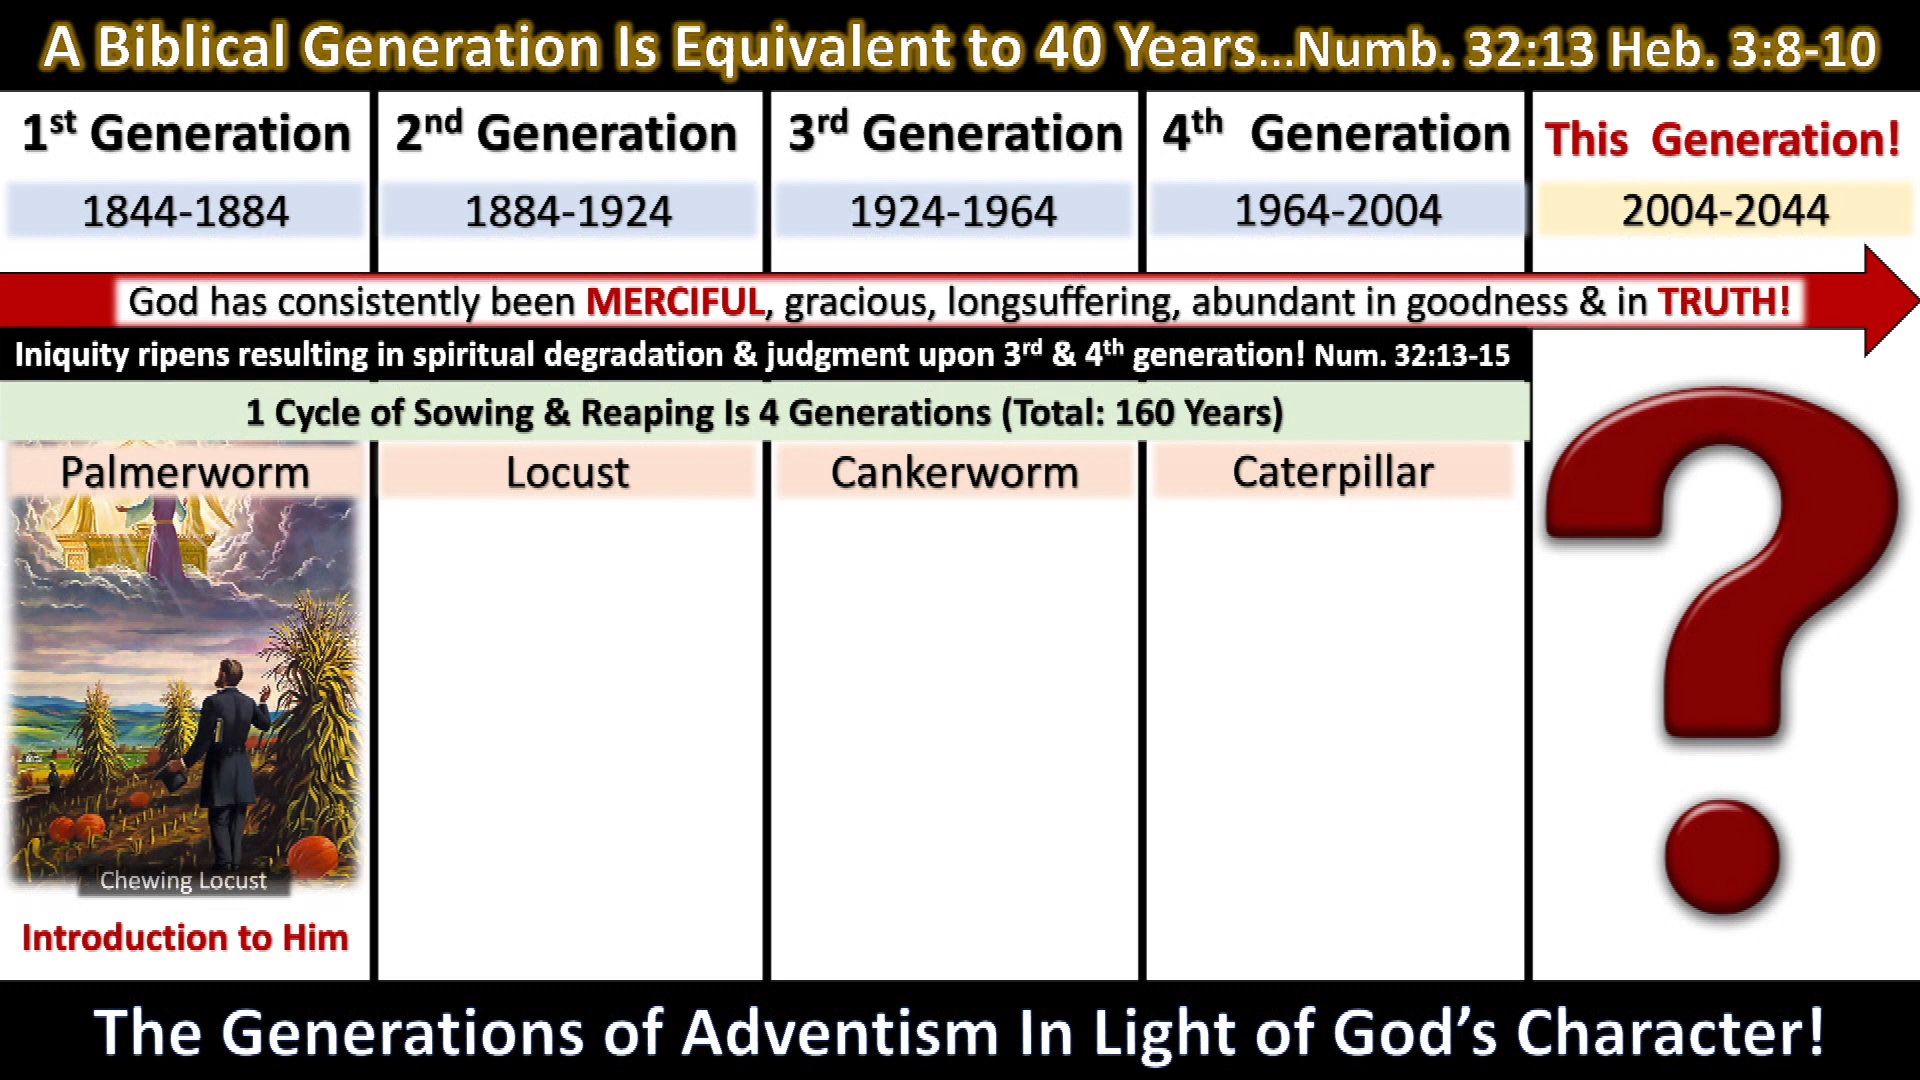 A Biblical Generation Is Equivalent to 40 Years...Numb. 32:13 Heb. 3:8-10
1st Generation
2nd Generation
3rd Generation
4th Generation
This Generation!
1844-1884
1884-1924
1924-1964
1964-2004
2004-2044
God has consistently been MERCIFUL, gracious, longsuffering, abundant in goodness & in TRUTH!
Iniquity ripens resulting in spiritual degradation & judgment upon 3rd & 4th generation! Num. 32:13-15
1 Cycle of Sowing & Reaping Is 4 Generations (Total: 160 Years)
Palmerworm
Locust
Cankerworm
Caterpillar
Chewing Locust
Introduction to Him
The Generations of Adventism In Light of God's Character!